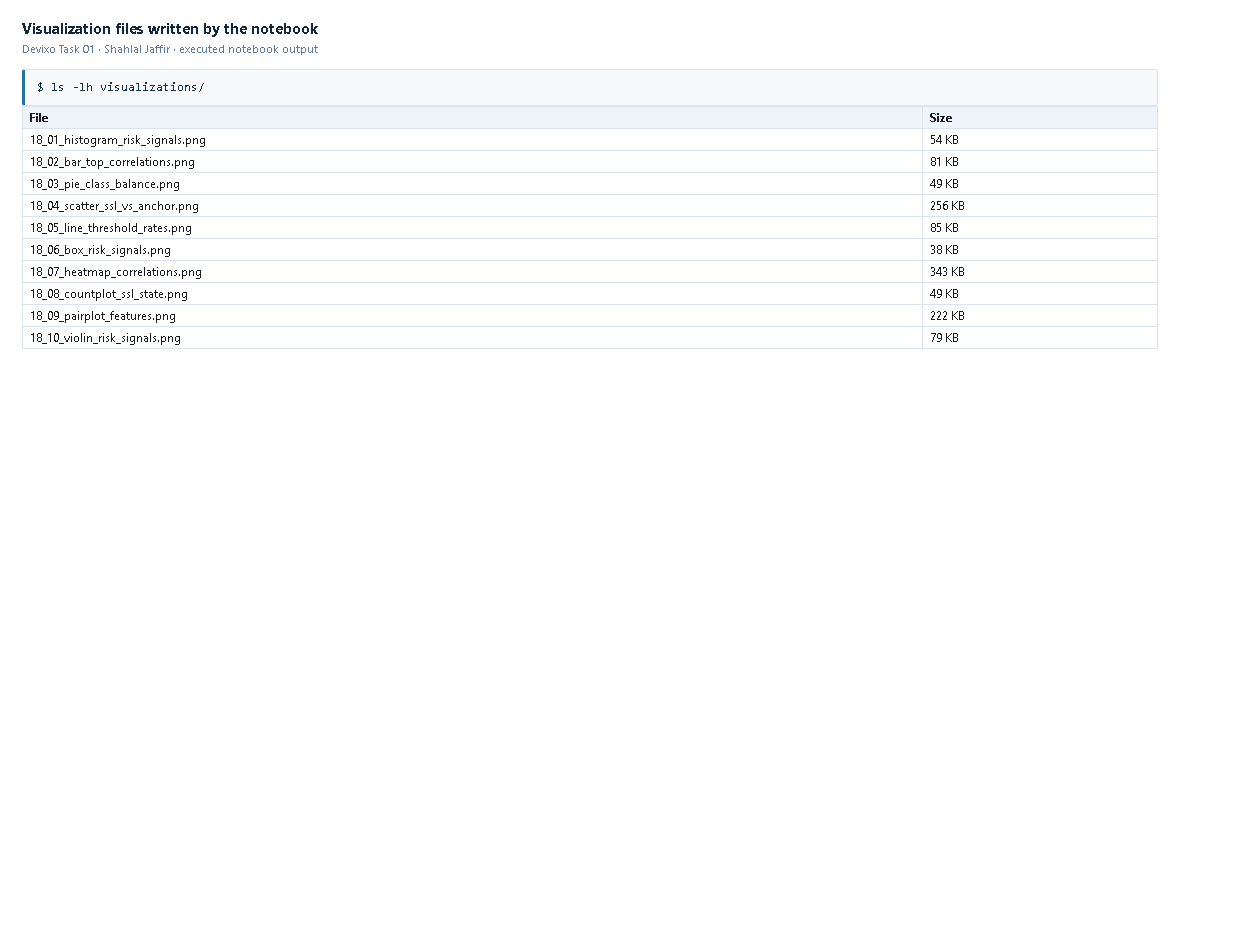 Visualization files written by the notebook
Devixo Task 01 · Shahlal Jaffir · executed notebook output
$ ls -lh visualizations/
File Size
18_01_histogram_risk_signals.png 54 KB
18_02_bar_top_correlations.png 81 KB
18_03_pie_class_balance.png 49 KB
18_04_scatter_ssl_vs_anchor.png 256 KB
18_05_line_threshold_rates.png 85 KB
18_06_box_risk_signals.png 38 KB
18_07_heatmap_correlations.png 343 KB
18_08_countplot_ssl_state.png 49 KB
18_09_pairplot_features.png 222 KB
18_10_violin_risk_signals.png 79 KB